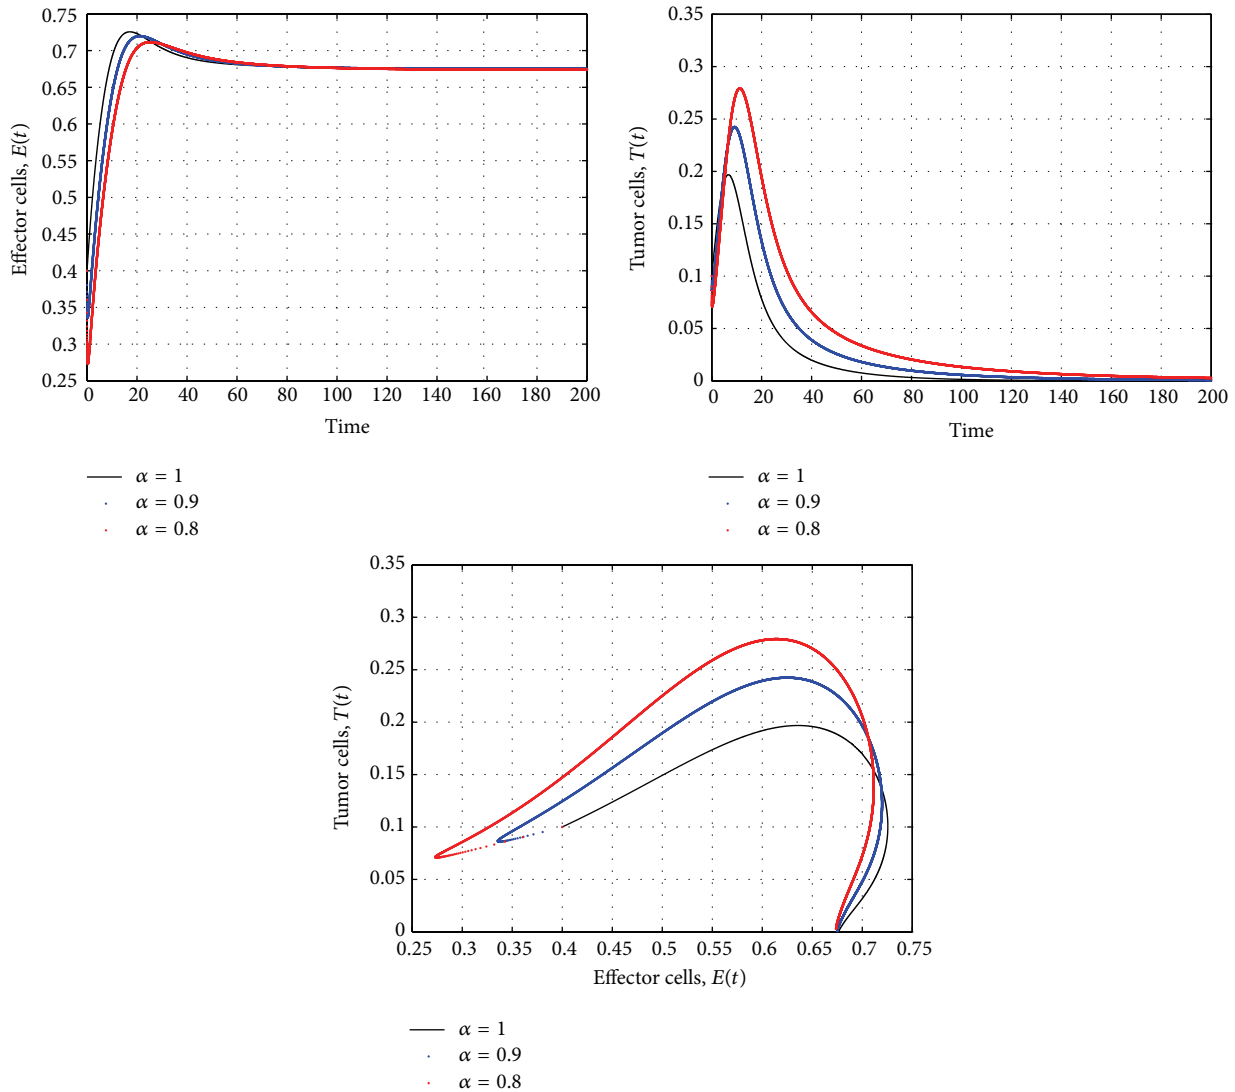 0.75
0.7
0.65
0.6
0.55
0.5
0.45
0.4
0.35
0.3
0.25
Effector cells, E(t)
0 20 40 60 80 100 120 140 160 180 200
Time
α = 1
α = 0.9
α = 0.8
0.35
0.3
0.25
0.2
0.15
0.1
0.05
0
Tumor cells, T(t)
0 20 40 60 80 100 120 140 160 180 200
Time
α = 1
α = 0.9
α = 0.8
0.35
0.3
0.25
0.2
0.15
0.1
0.05
0
Tumor cells, T(t)
0.25 0.3 0.35 0.4 0.45 0.5 0.55 0.6 0.65 0.7 0.75
Effector cells, E(t)
α = 1
α = 0.9
α = 0.8